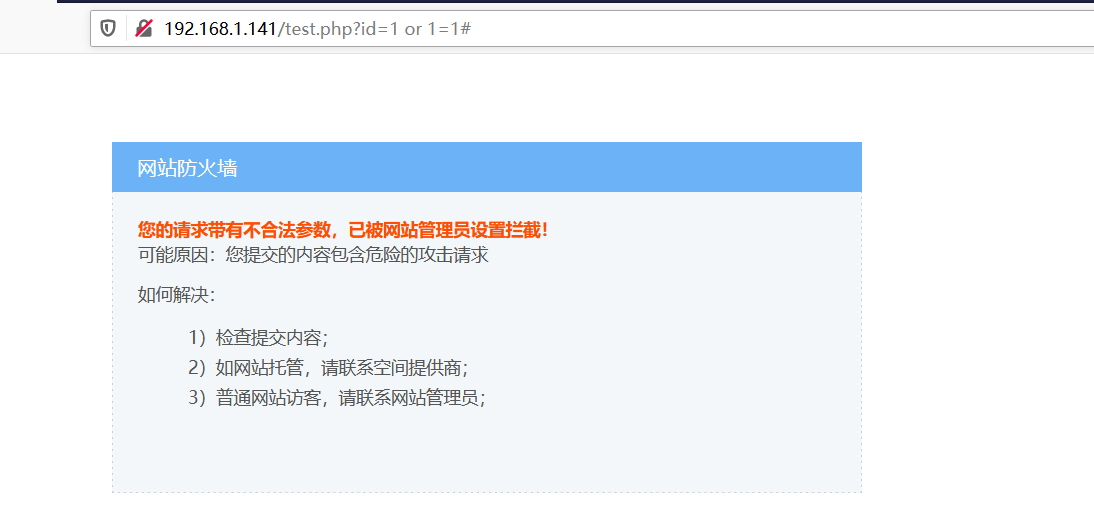 192.168.1.141/test.php?id=1 or 1=1#
网站防火墙
您的请求带有不合法参数，已被网站管理员设置拦截！
可能原因：您提交的内容包含危险的攻击请求
如何解决：
1）检查提交内容；
2）如网站托管，请联系空间提供商；
3）普通网站访客，请联系网站管理员；